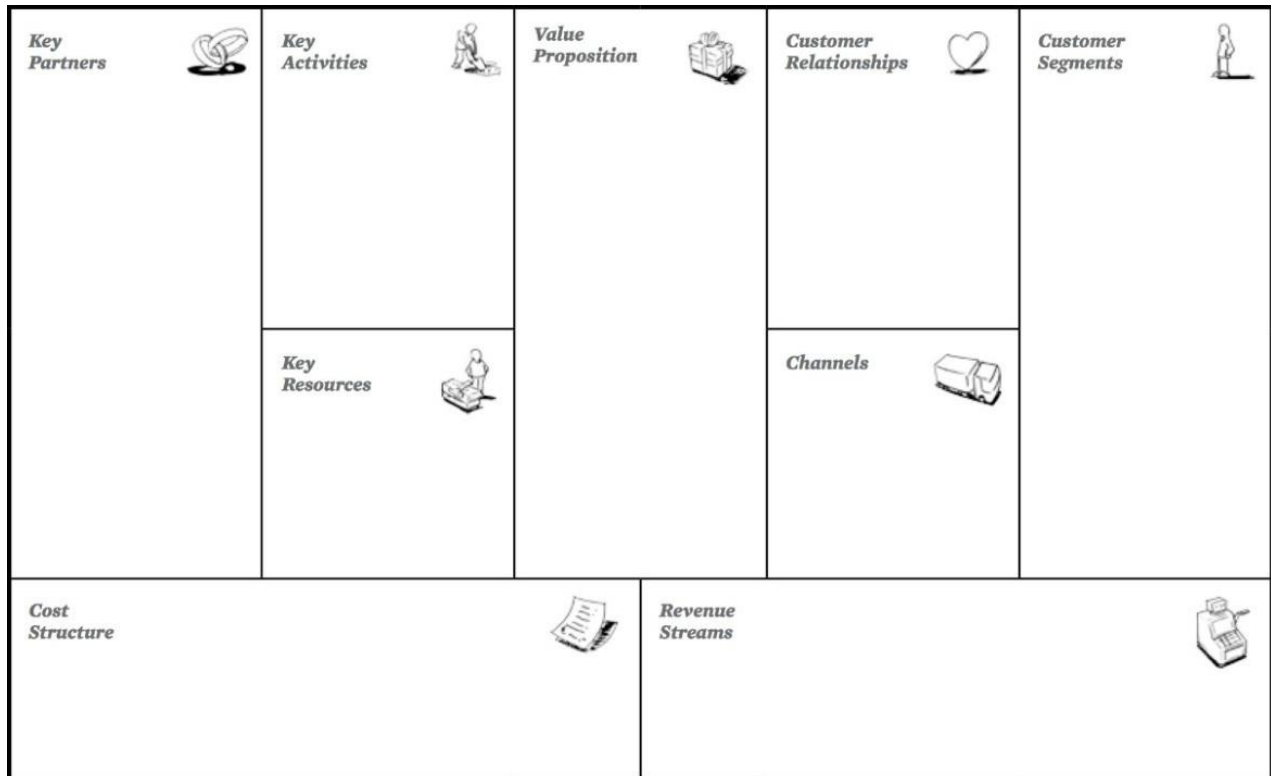 Key
Partners
Key
Activities
Value
Proposition
Customer
Relationships
Customer
Segments
Key
Resources
Channels
Cost
Structure
Revenue
Streams